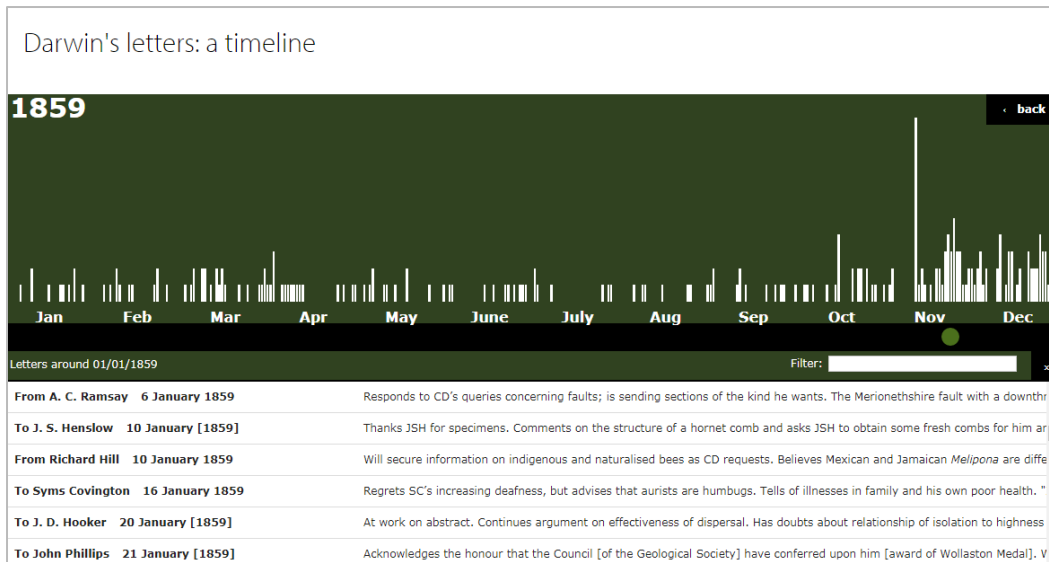 Darwin's letters: a timeline
1859
‹ back
Jan Feb Mar Apr May June July Aug Sep Oct Nov Dec
Letters around 01/01/1859 Filter: x
From A. C. Ramsay 6 January 1859 Responds to CD’s queries concerning faults; is sending sections of the kind he wants. The Merionethshire fault with a
To J. S. Henslow 10 January [1859] Thanks JSH for specimens. Comments on the structure of a hornet comb and asks JSH to obtain some fresh combs for him
From Richard Hill 10 January 1859 Will secure information on indigenous and naturalised bees as CD requests. Believes Mexican and Jamaican Melipona are
To Syms Covington 16 January 1859 Regrets SC’s increasing deafness, but advises that aurists are humbugs. Tells of illnesses in family and his own poor health. "
To J. D. Hooker 20 January [1859] At work on abstract. Continues argument on effectiveness of dispersal. Has doubts about relationship of isolation to highness
To John Phillips 21 January [1859] Acknowledges the honour that the Council [of the Geological Society] have conferred upon him [award of Wollaston Medal].